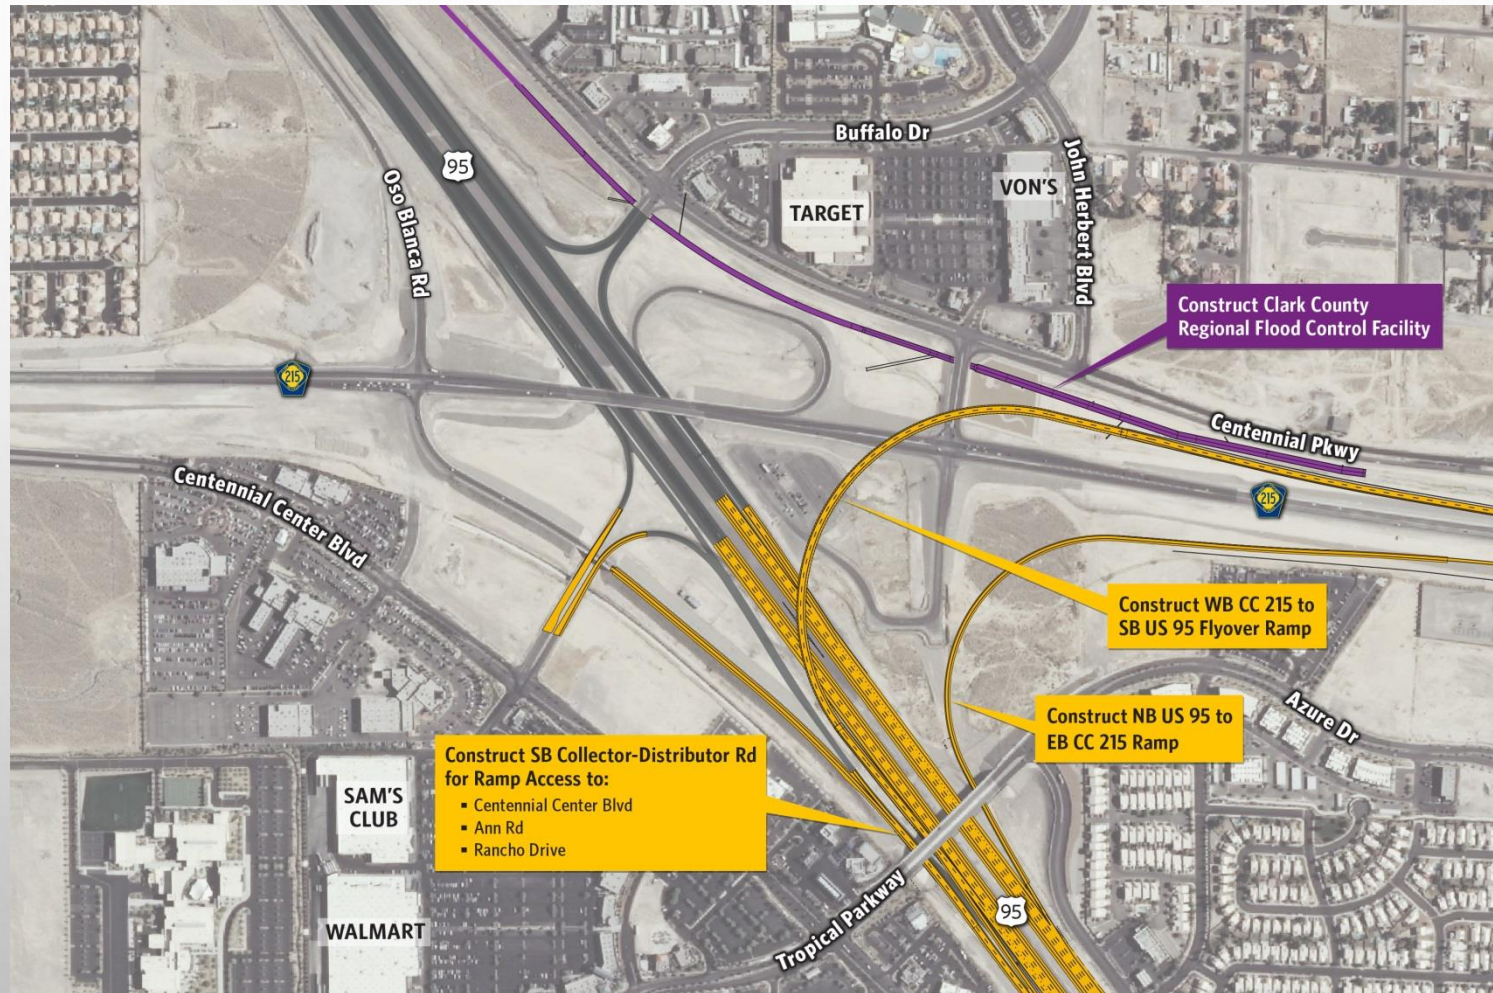 Buffalo Dr
95
VON'S
John Herbert Blvd
Oso Blanca Rd
TARGET
Construct Clark County
Regional Flood Control Facility
215
Centennial Pkwy
Centennial Center Blvd
215
Construct WB CC 215 to
SB US 95 Flyover Ramp
Construct NB US 95 to
EB CC 215 Ramp
Azure Dr
Construct SB Collector-Distributor Rd
for Ramp Access to:
▪ Centennial Center Blvd
▪ Ann Rd
▪ Rancho Drive
SAM'S
CLUB
WALMART
Tropical Parkway
95